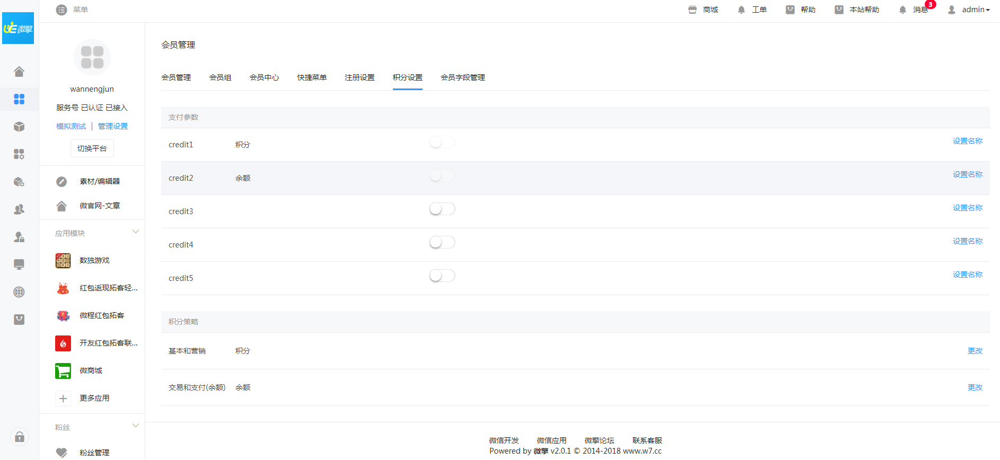 菜单
商城
工单
帮助
本站帮助
消息
3
admin
微擎
wannengjun
服务号 已认证 已接入
模拟测试 | 管理设置
切换平台
素材/编辑器
微官网-文章
应用模块
数独游戏
红包返现拓客轻...
微程红包拓客
开友红包拓客联...
微商城
更多应用
粉丝
粉丝管理
会员管理
会员管理 会员组 会员中心 快捷菜单 注册设置 积分设置 会员字段管理
支付参数
credit1 积分 设置名称
credit2 余额 设置名称
credit3 设置名称
credit4 设置名称
credit5 设置名称
积分策略
基本和营销 积分 更改
交易和支付(余额) 余额 更改
微信开发 微信应用 微擎论坛 联系客服
Powered by 微擎 v2.0.1 © 2014-2018 www.w7.cc